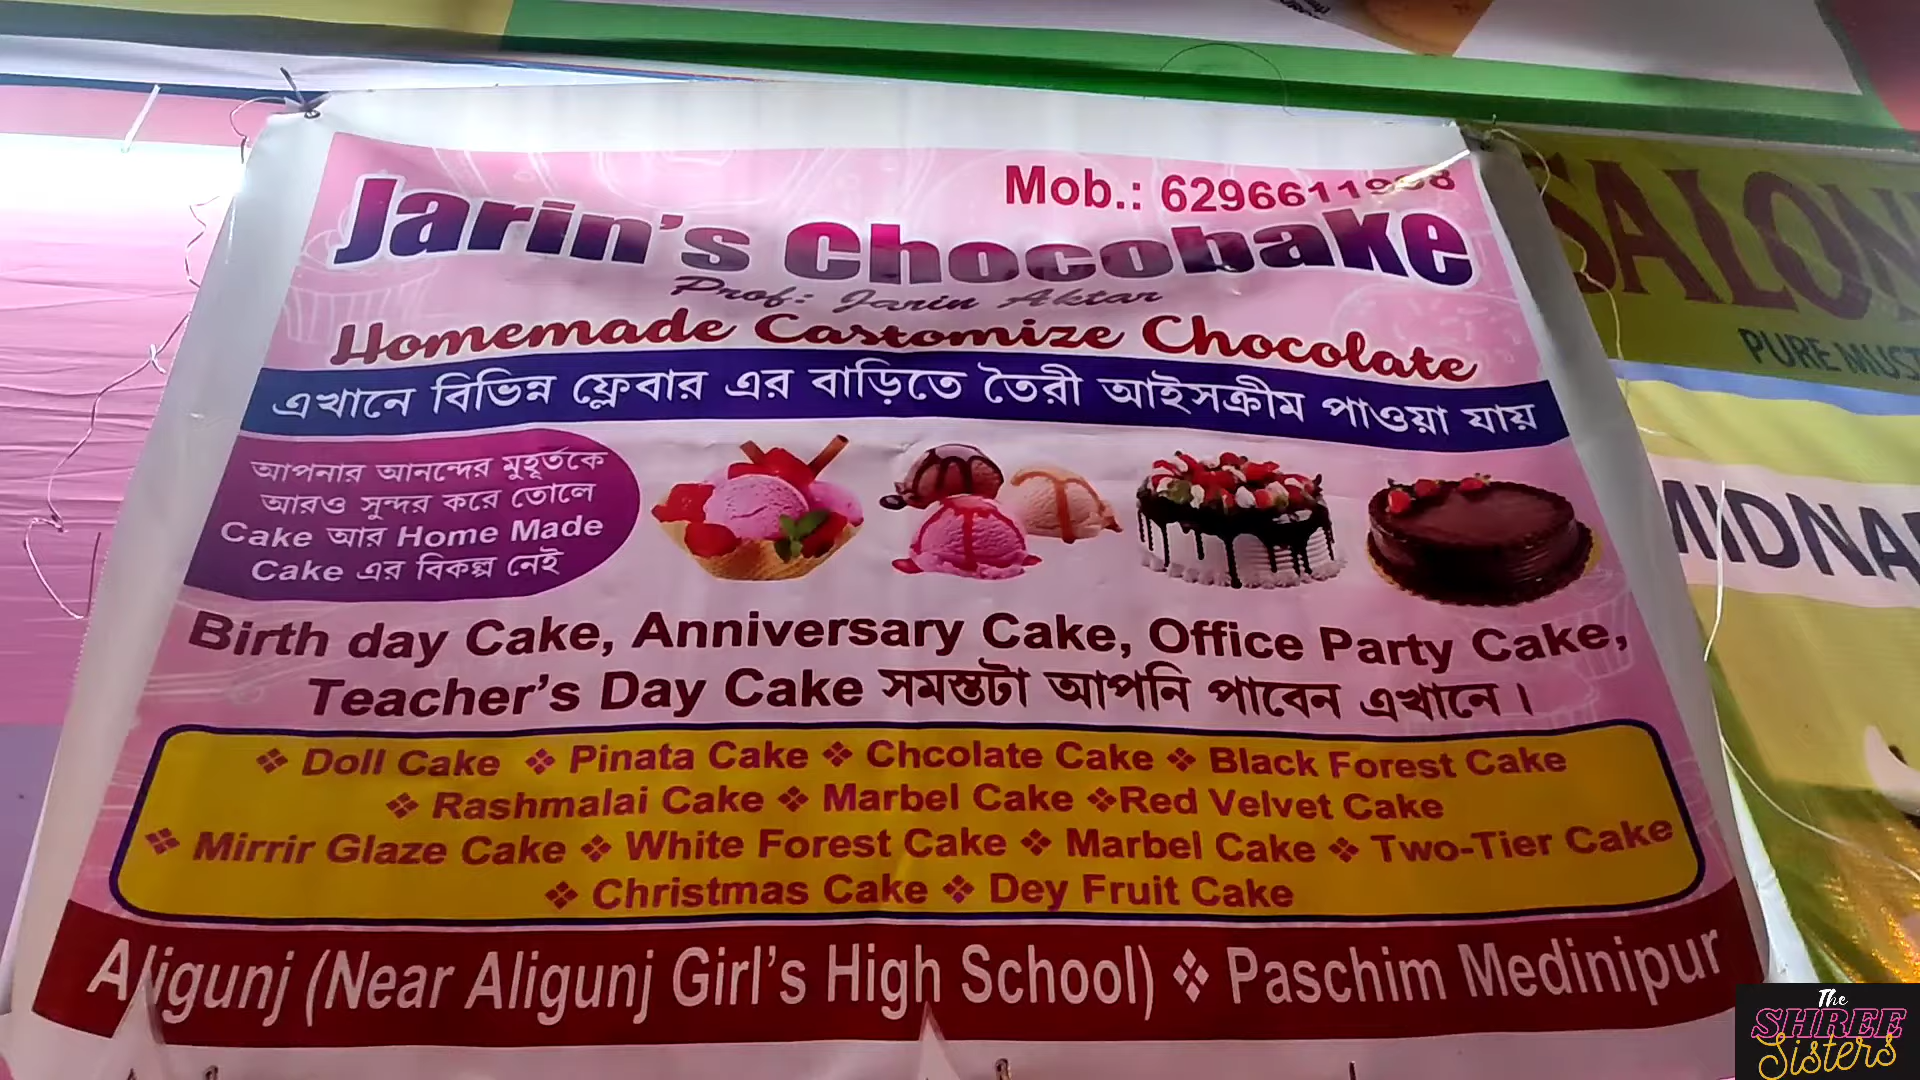 Mob.: 6296611998
Jarin's Chocobake
Prof: Jarin Aktar
Homemade Castomize Chocolate
এখানে বিভিন্ন ফ্লেবার এর বাড়িতে তৈরী আইসক্রীম পাওয়া যায়
আপনার আনন্দের মুহূর্তকে
আরও সুন্দর করে তোলে
Cake আর Home Made
Cake এর বিকল্প নেই
Birth day Cake, Anniversary Cake, Office Party Cake,
Teacher's Day Cake সমস্তটা আপনি পাবেন এখানে।
❖ Doll Cake ❖ Pinata Cake ❖ Chcolate Cake ❖ Black Forest Cake
❖ Rashmalai Cake ❖ Marbel Cake ❖Red Velvet Cake
❖ Mirrir Glaze Cake ❖ White Forest Cake ❖ Marbel Cake ❖ Two-Tier Cake
❖ Christmas Cake ❖ Dey Fruit Cake
Aligunj (Near Aligunj Girl's High School) ❖ Paschim Medinipur
SALON
PURE
The
SHREE
Sisters